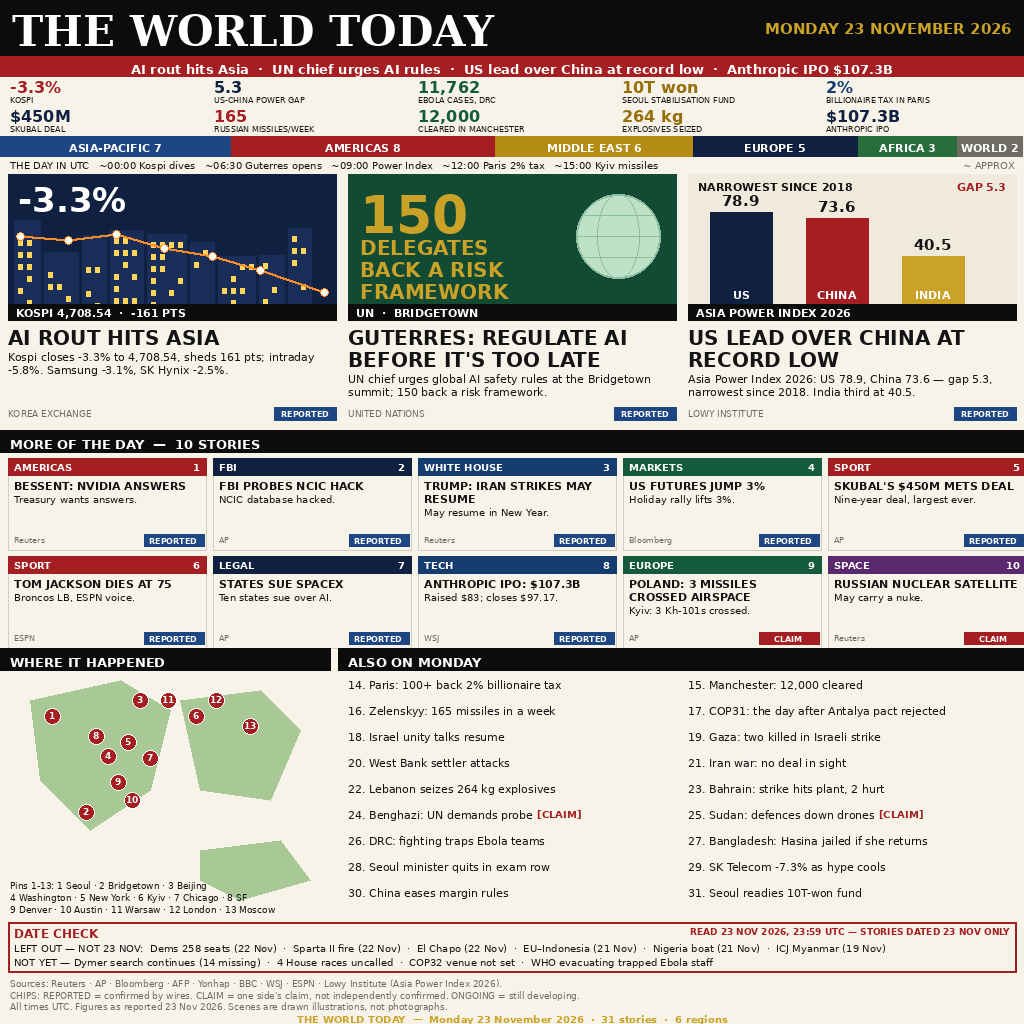 THE WORLD TODAY
MONDAY 23 NOVEMBER 2026
AI rout hits Asia · UN chief urges AI rules · US lead over China at record low · Anthropic IPO $107.3B
-3.3%
KOSPI
5.3
US-CHINA POWER GAP
11,762
EBOLA CASES, DRC
10T won
SEOUL STABILISATION FUND
2%
BILLIONAIRE TAX IN PARIS
$450M
SKUBAL DEAL
165
RUSSIAN MISSILES/WEEK
12,000
CLEARED IN MANCHESTER
264 kg
EXPLOSIVES SEIZED
$107.3B
ANTHROPIC IPO
ASIA-PACIFIC 7
AMERICAS 8
MIDDLE EAST 6
EUROPE 5
AFRICA 3
WORLD 2
THE DAY IN UTC ~00:00 Kospi dives ~06:30 Guterres opens ~09:00 Power Index ~12:00 Paris 2% tax ~15:00 Kyiv missiles
~ APPROX
-3.3%
KOSPI 4,708.54 · -161 PTS
AI ROUT HITS ASIA
Kospi closes -3.3% to 4,708.54, sheds 161 pts; intraday
-5.8%. Samsung -3.1%, SK Hynix -2.5%.
KOREA EXCHANGE
REPORTED
150
DELEGATES
BACK A RISK
FRAMEWORK
UN · BRIDGETOWN
GUTERRES: REGULATE AI
BEFORE IT'S TOO LATE
UN chief urges global AI safety rules at the Bridgetown
summit; 150 back a risk framework.
UNITED NATIONS
REPORTED
NARROWEST SINCE 2018
GAP 5.3
78.9
73.6
40.5
US
CHINA
INDIA
ASIA POWER INDEX 2026
US LEAD OVER CHINA AT
RECORD LOW
Asia Power Index 2026: US 78.9, China 73.6 — gap 5.3,
narrowest since 2018. India third at 40.5.
LOWY INSTITUTE
REPORTED
MORE OF THE DAY — 10 STORIES
AMERICAS 1
BESSENT: NVIDIA ANSWERS
Treasury wants answers.
Reuters
REPORTED
FBI 2
FBI PROBES NCIC HACK
NCIC database hacked.
AP
REPORTED
WHITE HOUSE 3
TRUMP: IRAN STRIKES MAY
RESUME
May resume in New Year.
Reuters
REPORTED
MARKETS 4
US FUTURES JUMP 3%
Holiday rally lifts 3%.
Bloomberg
REPORTED
SPORT 5
SKUBAL'S $450M METS DEAL
Nine-year deal, largest ever.
AP
REPORTED
SPORT 6
TOM JACKSON DIES AT 75
Broncos LB, ESPN voice.
ESPN
REPORTED
LEGAL 7
STATES SUE SPACEX
Ten states sue over AI.
AP
REPORTED
TECH 8
ANTHROPIC IPO: $107.3B
Raised $83; closes $97.17.
WSJ
REPORTED
EUROPE 9
POLAND: 3 MISSILES
CROSSED AIRSPACE
Kyiv: 3 Kh-101s crossed.
AP
CLAIM
SPACE 10
RUSSIAN NUCLEAR SATELLITE
May carry a nuke.
Reuters
CLAIM
WHERE IT HAPPENED
1
2
3
4
5
6
7
8
9
10
11
12
13
Pins 1-13: 1 Seoul · 2 Bridgetown · 3 Beijing
4 Washington · 5 New York · 6 Kyiv · 7 Chicago · 8 SF
9 Denver · 10 Austin · 11 Warsaw · 12 London · 13 Moscow
ALSO ON MONDAY
14. Paris: 100+ back 2% billionaire tax
15. Manchester: 12,000 cleared
16. Zelenskyy: 165 missiles in a week
17. COP31: the day after Antalya pact rejected
18. Israel unity talks resume
19. Gaza: two killed in Israeli strike
20. West Bank settler attacks
21. Iran war: no deal in sight
22. Lebanon seizes 264 kg explosives
23. Bahrain: strike hits plant, 2 hurt
24. Benghazi: UN demands probe [CLAIM]
25. Sudan: defences down drones [CLAIM]
26. DRC: fighting traps Ebola teams
27. Bangladesh: Hasina jailed if she returns
28. Seoul minister quits in exam row
29. SK Telecom -7.3% as hype cools
30. China eases margin rules
31. Seoul readies 10T-won fund
DATE CHECK
READ 23 NOV 2026, 23:59 UTC — STORIES DATED 23 NOV ONLY
LEFT OUT — NOT 23 NOV: Dems 258 seats (22 Nov) · Sparta II fire (22 Nov) · El Chapo (22 Nov) · EU–Indonesia (21 Nov) · Nigeria boat (21 Nov) · ICJ Myanmar (19 Nov)
NOT YET — Dymer search continues (14 missing) · 4 House races uncalled · COP32 venue not set · WHO evacuating trapped Ebola staff
Sources: Reuters · AP · Bloomberg · AFP · Yonhap · BBC · WSJ · ESPN · Lowy Institute (Asia Power Index 2026).
CHIPS: REPORTED = confirmed by wires. CLAIM = one side's claim, not independently confirmed. ONGOING = still developing.
All times UTC. Figures as reported 23 Nov 2026. Scenes are drawn illustrations, not photographs.
THE WORLD TODAY — Monday 23 November 2026 · 31 stories · 6 regions